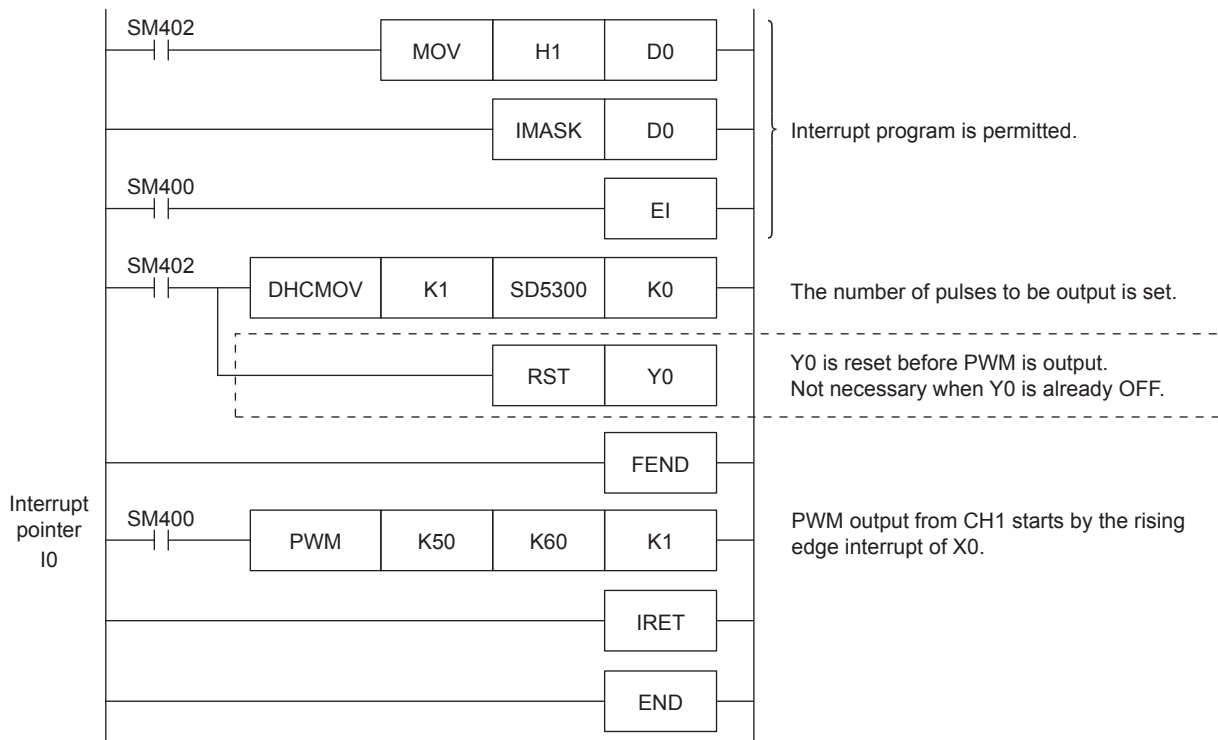 SM402
MOV H1 D0
IMASK D0
Interrupt program is permitted.
SM400
EI
SM402
DHCMOV K1 SD5300 K0
The number of pulses to be output is set.
RST Y0
Y0 is reset before PWM is output.
Not necessary when Y0 is already OFF.
FEND
Interrupt
pointer
I0
SM400
PWM K50 K60 K1
PWM output from CH1 starts by the rising
edge interrupt of X0.
IRET
END